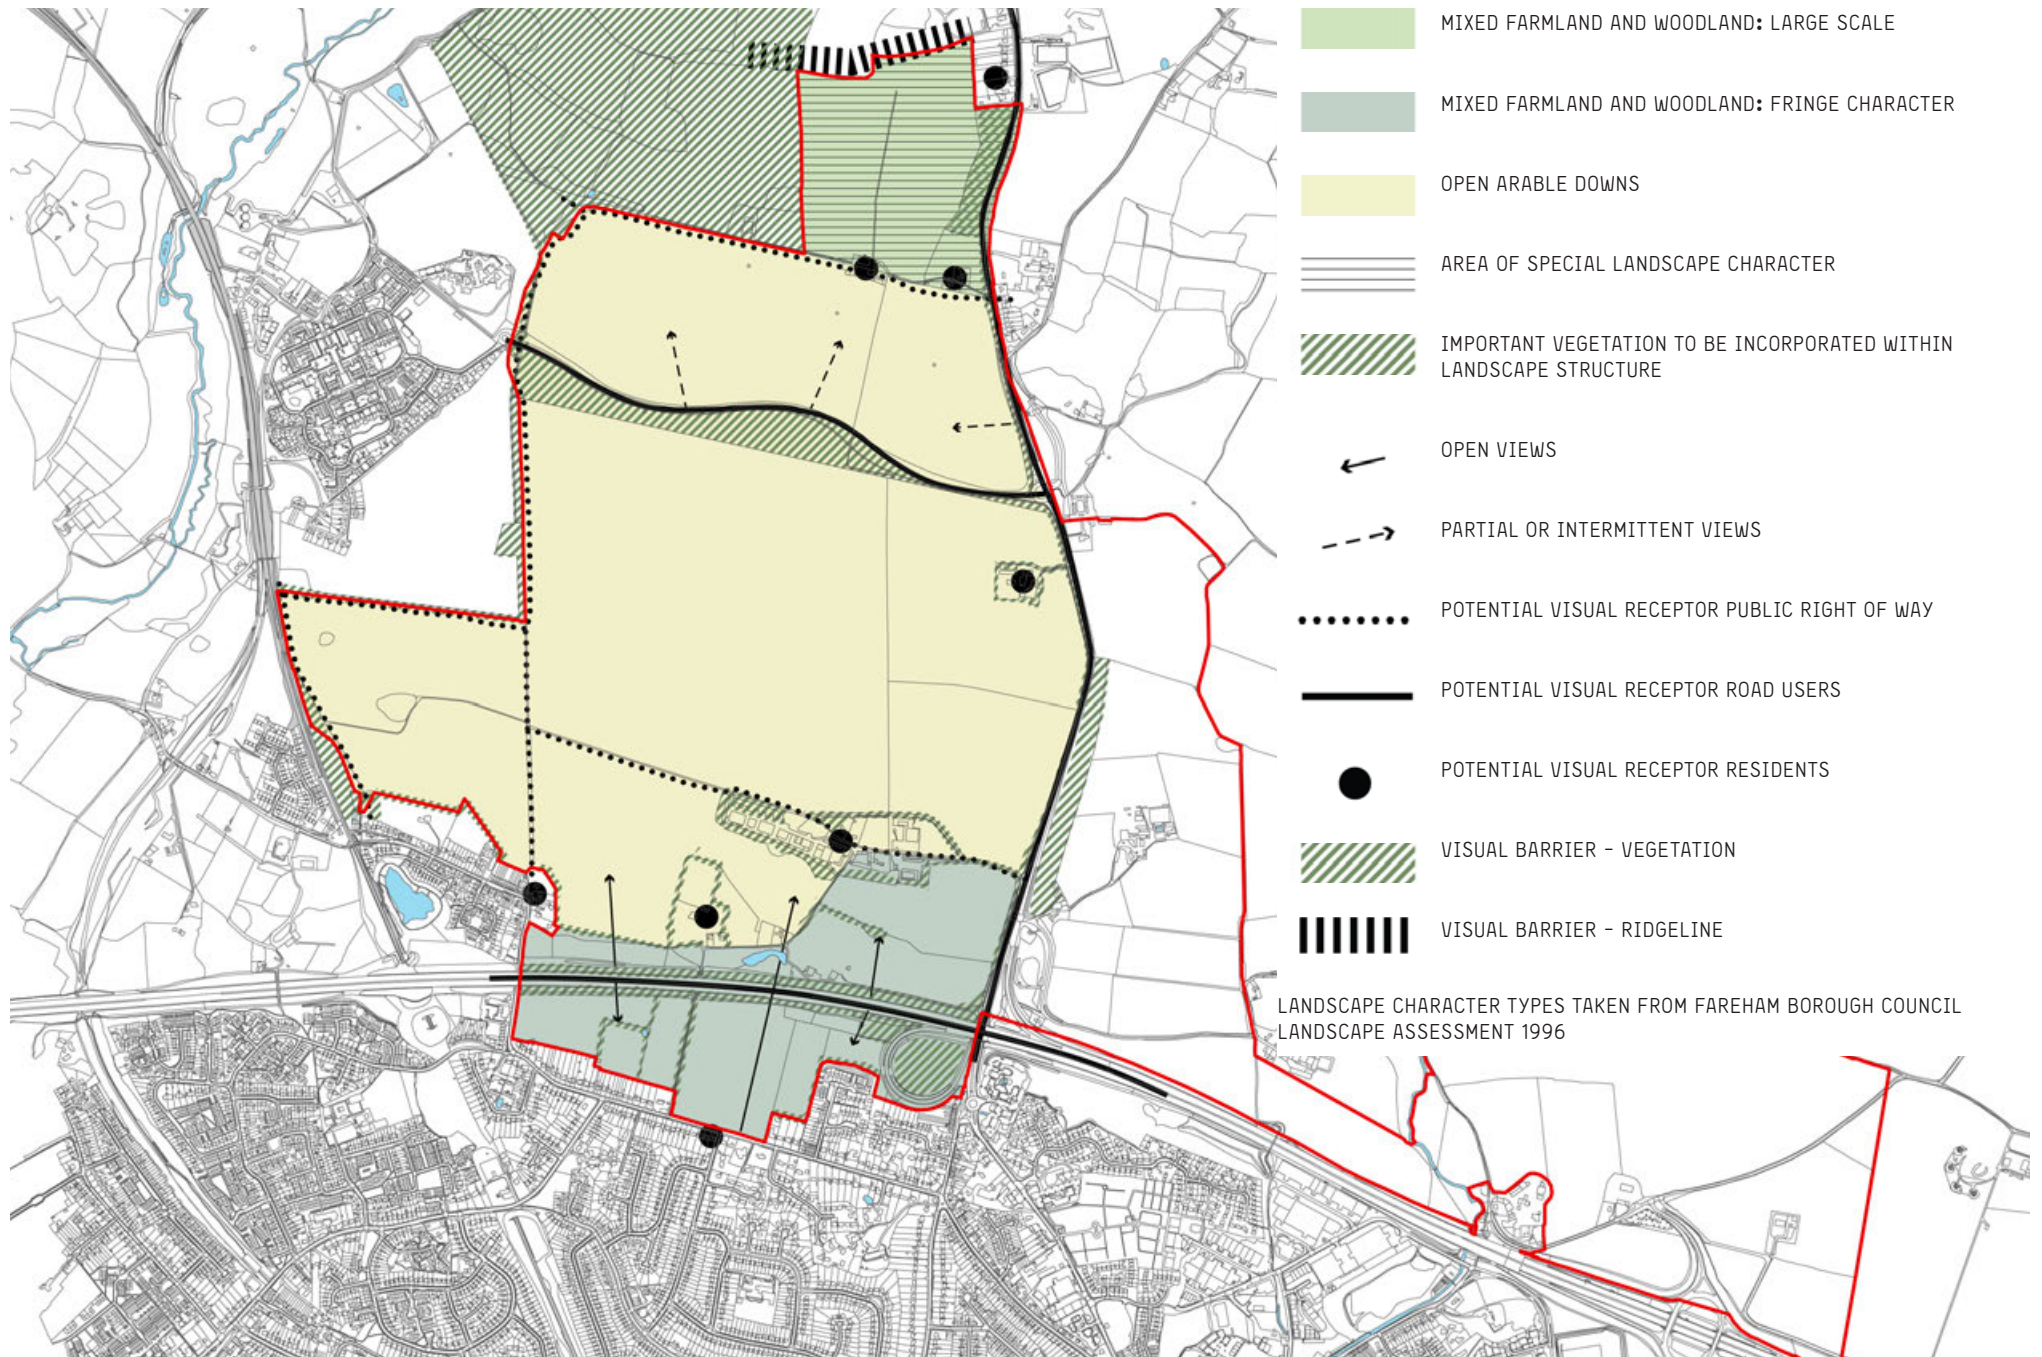 MIXED FARMLAND AND WOODLAND: LARGE SCALE
MIXED FARMLAND AND WOODLAND: FRINGE CHARACTER
OPEN ARABLE DOWNS
AREA OF SPECIAL LANDSCAPE CHARACTER
IMPORTANT VEGETATION TO BE INCORPORATED WITHIN
LANDSCAPE STRUCTURE
OPEN VIEWS
PARTIAL OR INTERMITTENT VIEWS
POTENTIAL VISUAL RECEPTOR PUBLIC RIGHT OF WAY
POTENTIAL VISUAL RECEPTOR ROAD USERS
POTENTIAL VISUAL RECEPTOR RESIDENTS
VISUAL BARRIER - VEGETATION
VISUAL BARRIER - RIDGELINE
LANDSCAPE CHARACTER TYPES TAKEN FROM FAREHAM BOROUGH COUNCIL
LANDSCAPE ASSESSMENT 1996